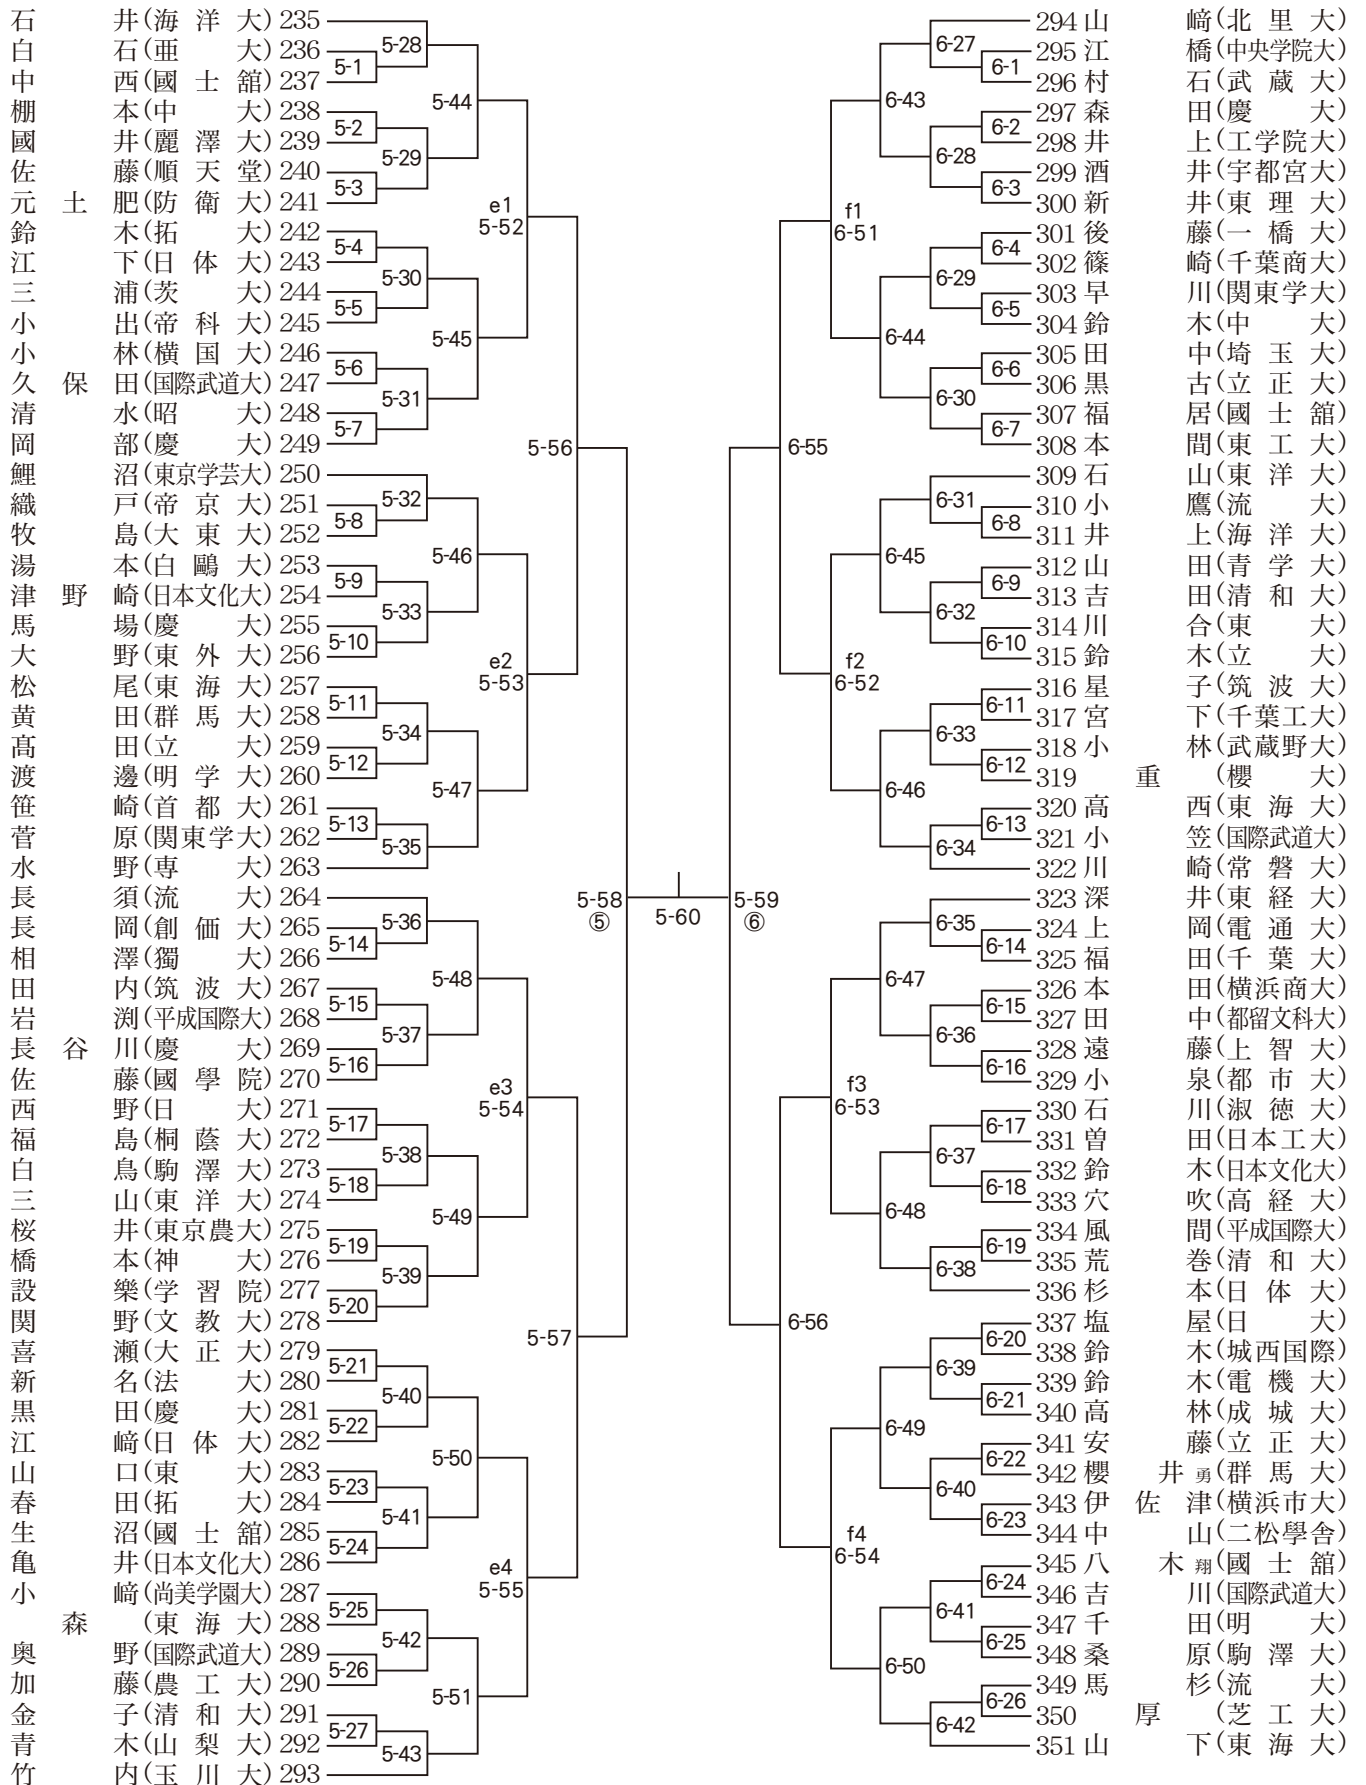 石井(海洋大)235
白石(亜大)236
中西(國士舘)237
棚本(中大)238
國井(麗澤大)239
佐藤(順天堂)240
元土肥(防衛大)241
鈴木(拓大)242
江下(日体大)243
三浦(茨大)244
小出(帝科大)245
小林(横国大)246
久保田(国際武道大)247
清水(昭大)248
岡部(慶大)249
鯉沼(東京学芸大)250
織戸(帝京大)251
牧島(大東大)252
湯本(白鷗大)253
津野崎(日本文化大)254
馬場(慶大)255
大野(東外大)256
松尾(東海大)257
黄田(群馬大)258
髙田(立大)259
渡邊(明学大)260
笹崎(首都大)261
菅原(関東学大)262
水野(専大)263
長須(流大)264
長岡(創価大)265
相澤(獨大)266
田内(筑波大)267
岩渕(平成国際大)268
長谷川(慶大)269
佐藤(國學院)270
西野(日大)271
福島(桐蔭大)272
白鳥(駒澤大)273
三山(東洋大)274
桜井(東京農大)275
橋本(神大)276
設樂(学習院)277
関野(文教大)278
喜瀬(大正大)279
新名(法大)280
黒田(慶大)281
江﨑(日体大)282
山口(東大)283
春田(拓大)284
生沼(國士舘)285
亀井(日本文化大)286
小﨑(尚美学園大)287
森(東海大)288
奥野(国際武道大)289
加藤(農工大)290
金子(清和大)291
青木(山梨大)292
竹内(玉川大)293
5-1
5-2
5-3
5-4
5-5
5-6
5-7
5-8
5-9
5-10
5-11
5-12
5-13
5-14
5-15
5-16
5-17
5-18
5-19
5-20
5-21
5-22
5-23
5-24
5-25
5-26
5-27
5-28
5-29
5-30
5-31
5-32
5-33
5-34
5-35
5-36
5-37
5-38
5-39
5-40
5-41
5-42
5-43
5-44
5-45
5-46
5-47
5-48
5-49
5-50
5-51
e1
5-52
e2
5-53
e3
5-54
e4
5-55
5-56
5-57
5-58
⑤
5-60
5-59
⑥
6-55
6-56
f1
6-51
f2
6-52
f3
6-53
f4
6-54
6-43
6-44
6-45
6-46
6-47
6-48
6-49
6-50
6-27
6-28
6-29
6-30
6-31
6-32
6-33
6-34
6-35
6-36
6-37
6-38
6-39
6-40
6-41
6-42
6-1
6-2
6-3
6-4
6-5
6-6
6-7
6-8
6-9
6-10
6-11
6-12
6-13
6-14
6-15
6-16
6-17
6-18
6-19
6-20
6-21
6-22
6-23
6-24
6-25
6-26
294山﨑(北里大)
295江橋(中央学院大)
296村石(武蔵大)
297森田(慶大)
298井上(工学院大)
299酒井(宇都宮大)
300新井(東理大)
301後藤(一橋大)
302篠崎(千葉商大)
303早川(関東学大)
304鈴木(中大)
305田中(埼玉大)
306黒古(立正大)
307福居(國士舘)
308本間(東工大)
309石山(東洋大)
310小鷹(流大)
311井上(海洋大)
312山田(青学大)
313吉田(清和大)
314川合(東大)
315鈴木(立大)
316星子(筑波大)
317宮下(千葉工大)
318小林(武蔵野大)
319重(櫻大)
320高西(東海大)
321小笠(国際武道大)
322川崎(常磐大)
323深井(東経大)
324上岡(電通大)
325福田(千葉大)
326本田(横浜商大)
327田中(都留文科大)
328遠藤(上智大)
329小泉(都市大)
330石川(淑徳大)
331曽田(日本工大)
332鈴木(日本文化大)
333穴吹(高経大)
334風間(平成国際大)
335荒巻(清和大)
336杉本(日体大)
337塩屋(日大)
338鈴木(城西国際)
339鈴木(電機大)
340高林(成城大)
341安藤(立正大)
342櫻井勇(群馬大)
343伊佐津(横浜市大)
344中山(二松學舎)
345八木翔(國士舘)
346吉川(国際武道大)
347千田(明大)
348桑原(駒澤大)
349馬杉(流大)
350厚(芝工大)
351山下(東海大)